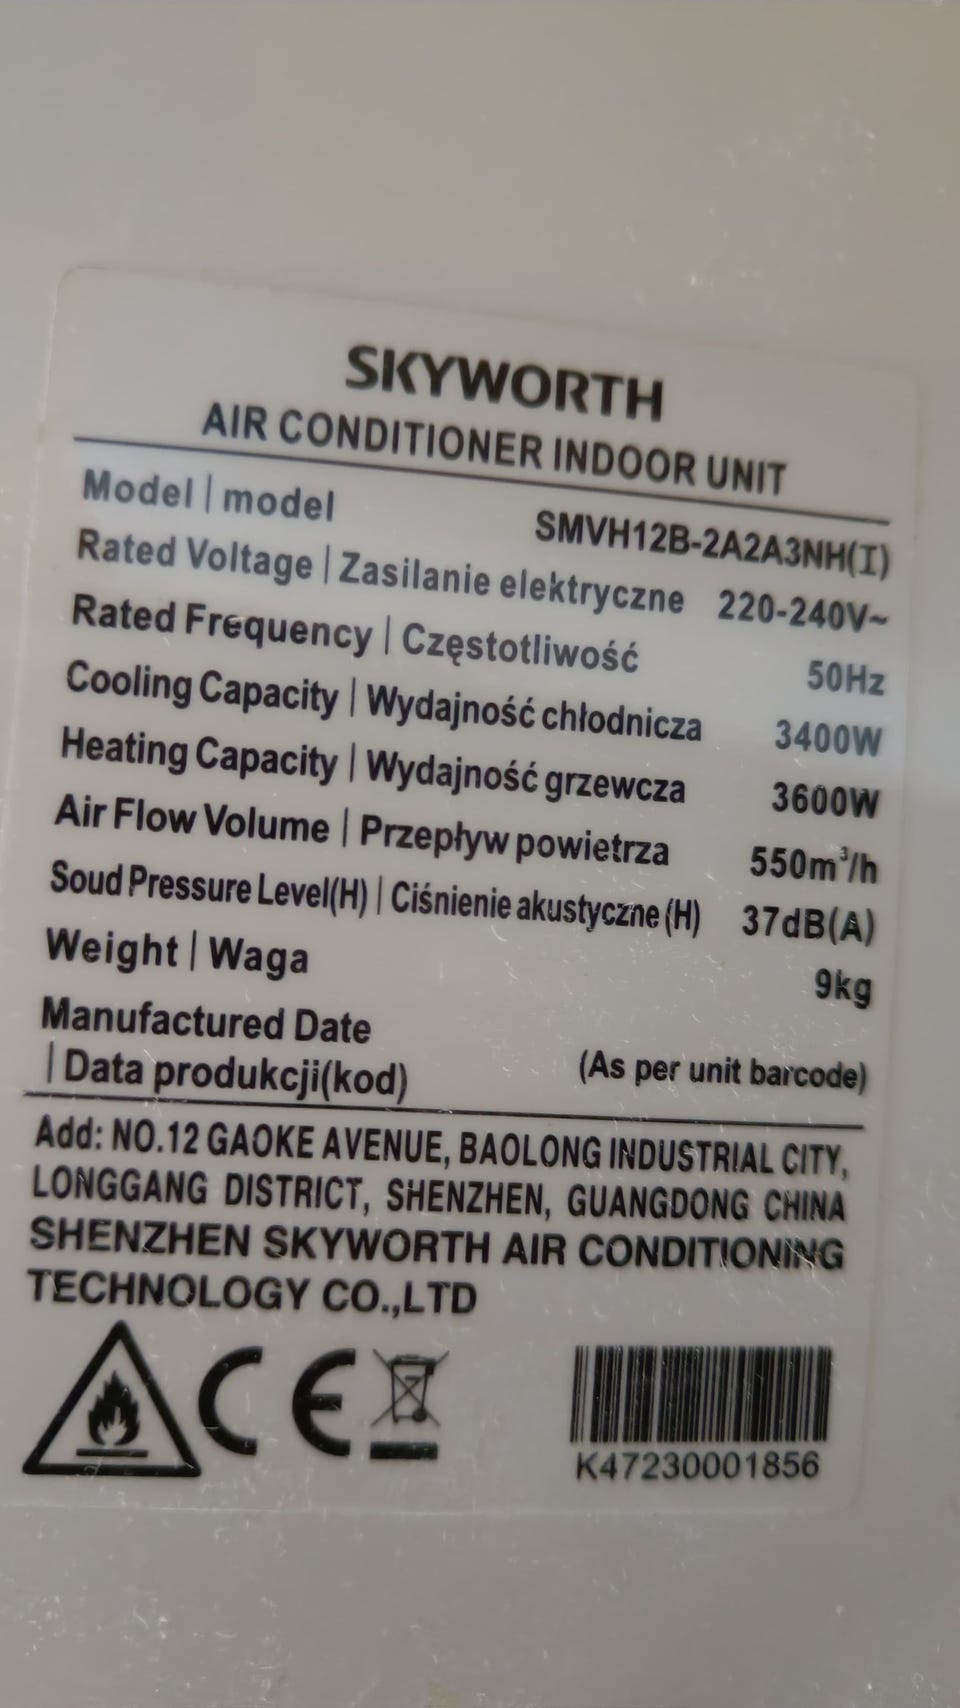 SKYWORTH
AIR CONDITIONER INDOOR UNIT
Model | model SMVH12B-2A2A3NH(I)
Rated Voltage | Zasilanie elektryczne 220-240V~
Rated Frequency | Częstotliwość 50Hz
Cooling Capacity | Wydajność chłodnicza 3400W
Heating Capacity | Wydajność grzewcza 3600W
Air Flow Volume | Przepływ powietrza 550m³/h
Soud Pressure Level(H) | Ciśnienie akustyczne (H) 37dB(A)
Weight | Waga 9kg
Manufactured Date
| Data produkcji(kod) (As per unit barcode)
Add: NO.12 GAOKE AVENUE, BAOLONG INDUSTRIAL CITY,
LONGGANG DISTRICT, SHENZHEN, GUANGDONG CHINA
SHENZHEN SKYWORTH AIR CONDITIONING
TECHNOLOGY CO.,LTD
CE
K47230001856